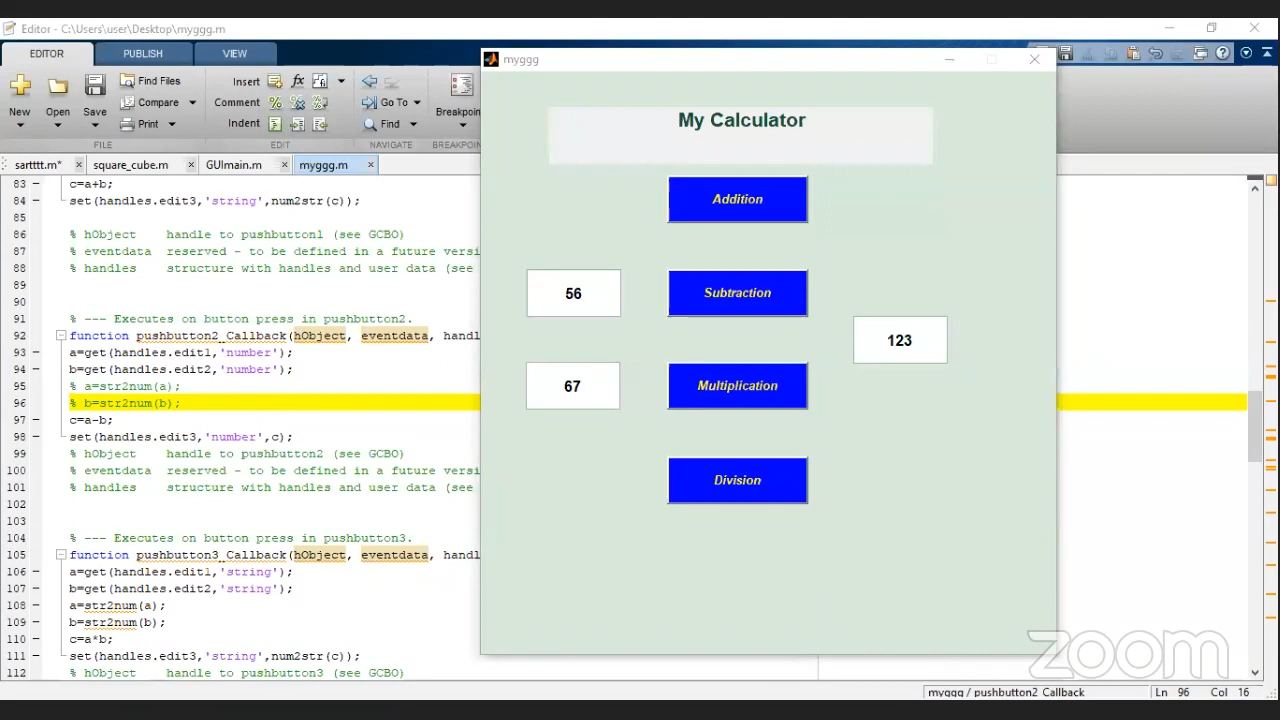 Editor - C:\Users\user\Desktop\myggg.m
EDITOR PUBLISH VIEW
New Open Save
Find Files
Compare
Print
Insert
Comment
Indent
Go To
Find
Breakpoin
FILE EDIT NAVIGATE BREAKPOIN
sartttt.m* square_cube.m GUImain.m myggg.m
83 c=a+b;
84 set(handles.edit3,'string',num2str(c));
85
86 % hObject    handle to pushbutton1 (see GCBO)
87 % eventdata  reserved - to be defined in a future versi
88 % handles    structure with handles and user data (see
89
90
91 % --- Executes on button press in pushbutton2.
92 function pushbutton2_Callback(hObject, eventdata, handl
93 a=get(handles.edit1,'number');
94 b=get(handles.edit2,'number');
95 % a=str2num(a);
96 % b=str2num(b);
97 c=a-b;
98 set(handles.edit3,'number',c);
99 % hObject    handle to pushbutton2 (see GCBO)
100 % eventdata  reserved - to be defined in a future versi
101 % handles    structure with handles and user data (see
102
103
104 % --- Executes on button press in pushbutton3.
105 function pushbutton3_Callback(hObject, eventdata, handl
106 a=get(handles.edit1,'string');
107 b=get(handles.edit2,'string');
108 a=str2num(a);
109 b=str2num(b);
110 c=a*b;
111 set(handles.edit3,'string',num2str(c));
112 % hObject    handle to pushbutton3 (see GCBO)
myggg
My Calculator
Addition
56
Subtraction
123
67
Multiplication
Division
zoom
myggg / pushbutton2_Callback Ln 96 Col 16